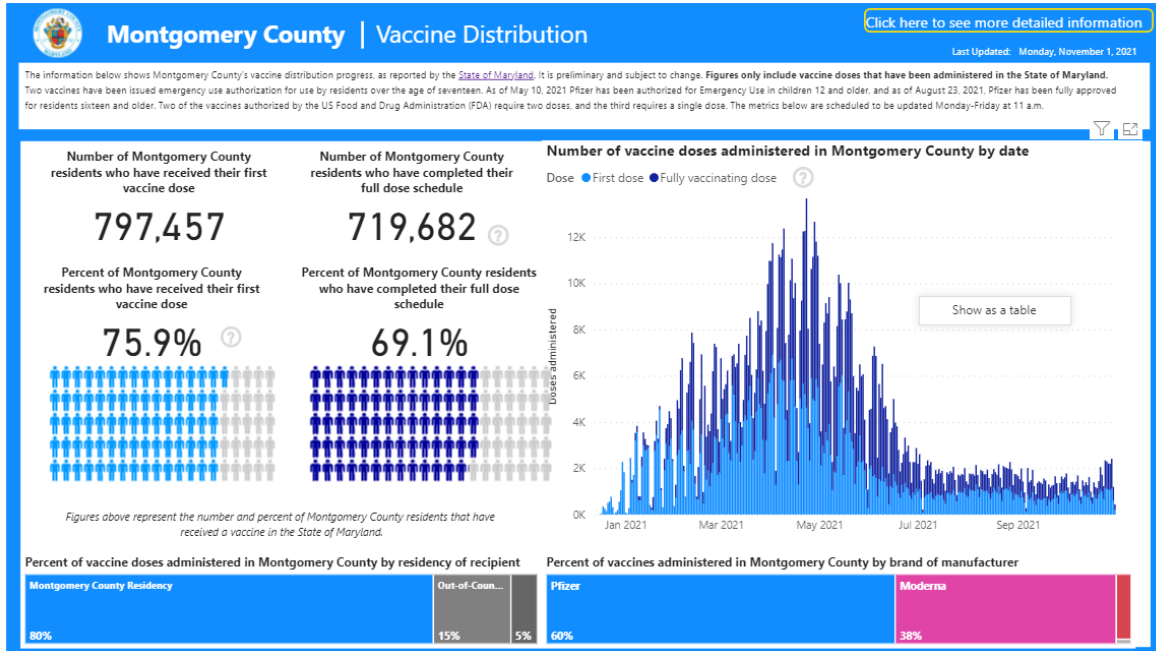 Montgomery County | Vaccine Distribution
Click here to see more detailed information
Last Updated: Monday, November 1, 2021
The information below shows Montgomery County's vaccine distribution progress, as reported by the State of Maryland. It is preliminary and subject to change. Figures only include vaccine doses that have been administered in the State of Maryland.
Two vaccines have been issued emergency use authorization for use by residents over the age of seventeen. As of May 10, 2021 Pfizer has been authorized for Emergency Use in children 12 and older, and as of August 23, 2021, Pfizer has been fully approved
for residents sixteen and older. Two of the vaccines authorized by the US Food and Drug Administration (FDA) require two doses, and the third requires a single dose. The metrics below are scheduled to be updated Monday-Friday at 11 a.m.
Number of Montgomery County
residents who have received their first
vaccine dose
797,457
Number of Montgomery County
residents who have completed their
full dose schedule
719,682
?
Percent of Montgomery County
residents who have received their first
vaccine dose
75.9%
?
Percent of Montgomery County residents
who have completed their full dose
schedule
69.1%
Figures above represent the number and percent of Montgomery County residents that have
received a vaccine in the State of Maryland.
Number of vaccine doses administered in Montgomery County by date
Dose First dose Fully vaccinating dose ?
Doses administered
12K
10K
8K
6K
4K
2K
0K
Show as a table
Jan 2021 Mar 2021 May 2021 Jul 2021 Sep 2021
Percent of vaccine doses administered in Montgomery County by residency of recipient
Montgomery County Residency
80%
Out-of-Coun...
15%
5%
Percent of vaccines administered in Montgomery County by brand of manufacturer
Pfizer
60%
Moderna
38%